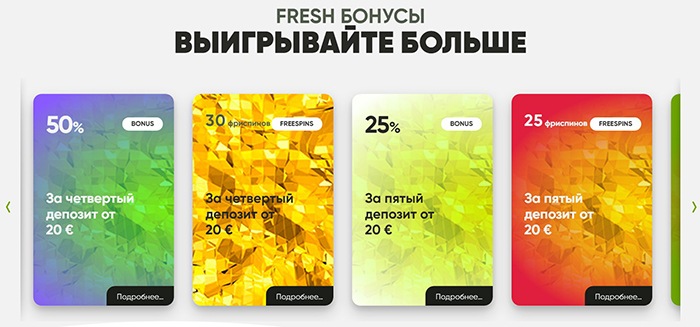 FRESH БОНУСЫ
ВЫИГРЫВАЙТЕ БОЛЬШЕ
50%
BONUS
За четвертый
депозит от
20 €
Подробнее...
30 фриспинов
FREESPINS
За четвертый
депозит от
20 €
Подробнее...
25%
BONUS
За пятый
депозит от
20 €
Подробнее...
25 фриспинов
FREESPINS
За пятый
депозит от
20 €
Подробнее...